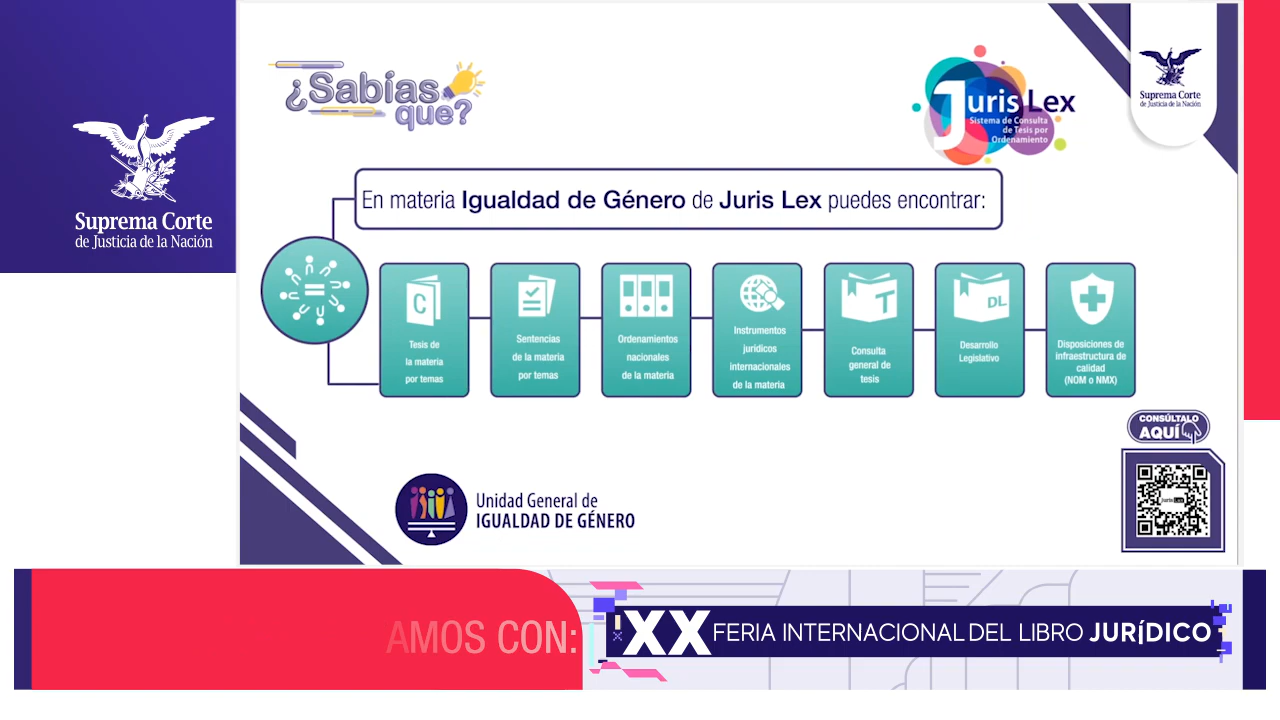 Suprema Corte
de Justicia de la Nación
¿Sabías
que?
Juris Lex
Sistema de Consulta
de Tesis por
Ordenamiento
Suprema Corte
de Justicia de la Nación
En materia Igualdad de Género de Juris Lex puedes encontrar:
C
Tesis de
la materia
por temas
Sentencias
de la materia
por temas
Ordenamientos
nacionales
de la materia
Instrumentos
jurídicos
internacionales
de la materia
T
Consulta
general de
tesis
DL
Desarrollo
Legislativo
Disposiciones de
infraestructura de
calidad
(NOM o NMX)
CONSÚLTALO
AQUÍ
Juris Lex
Unidad General de
IGUALDAD DE GÉNERO
AMOS CON:
XX FERIA INTERNACIONAL DEL LIBRO JURÍDICO